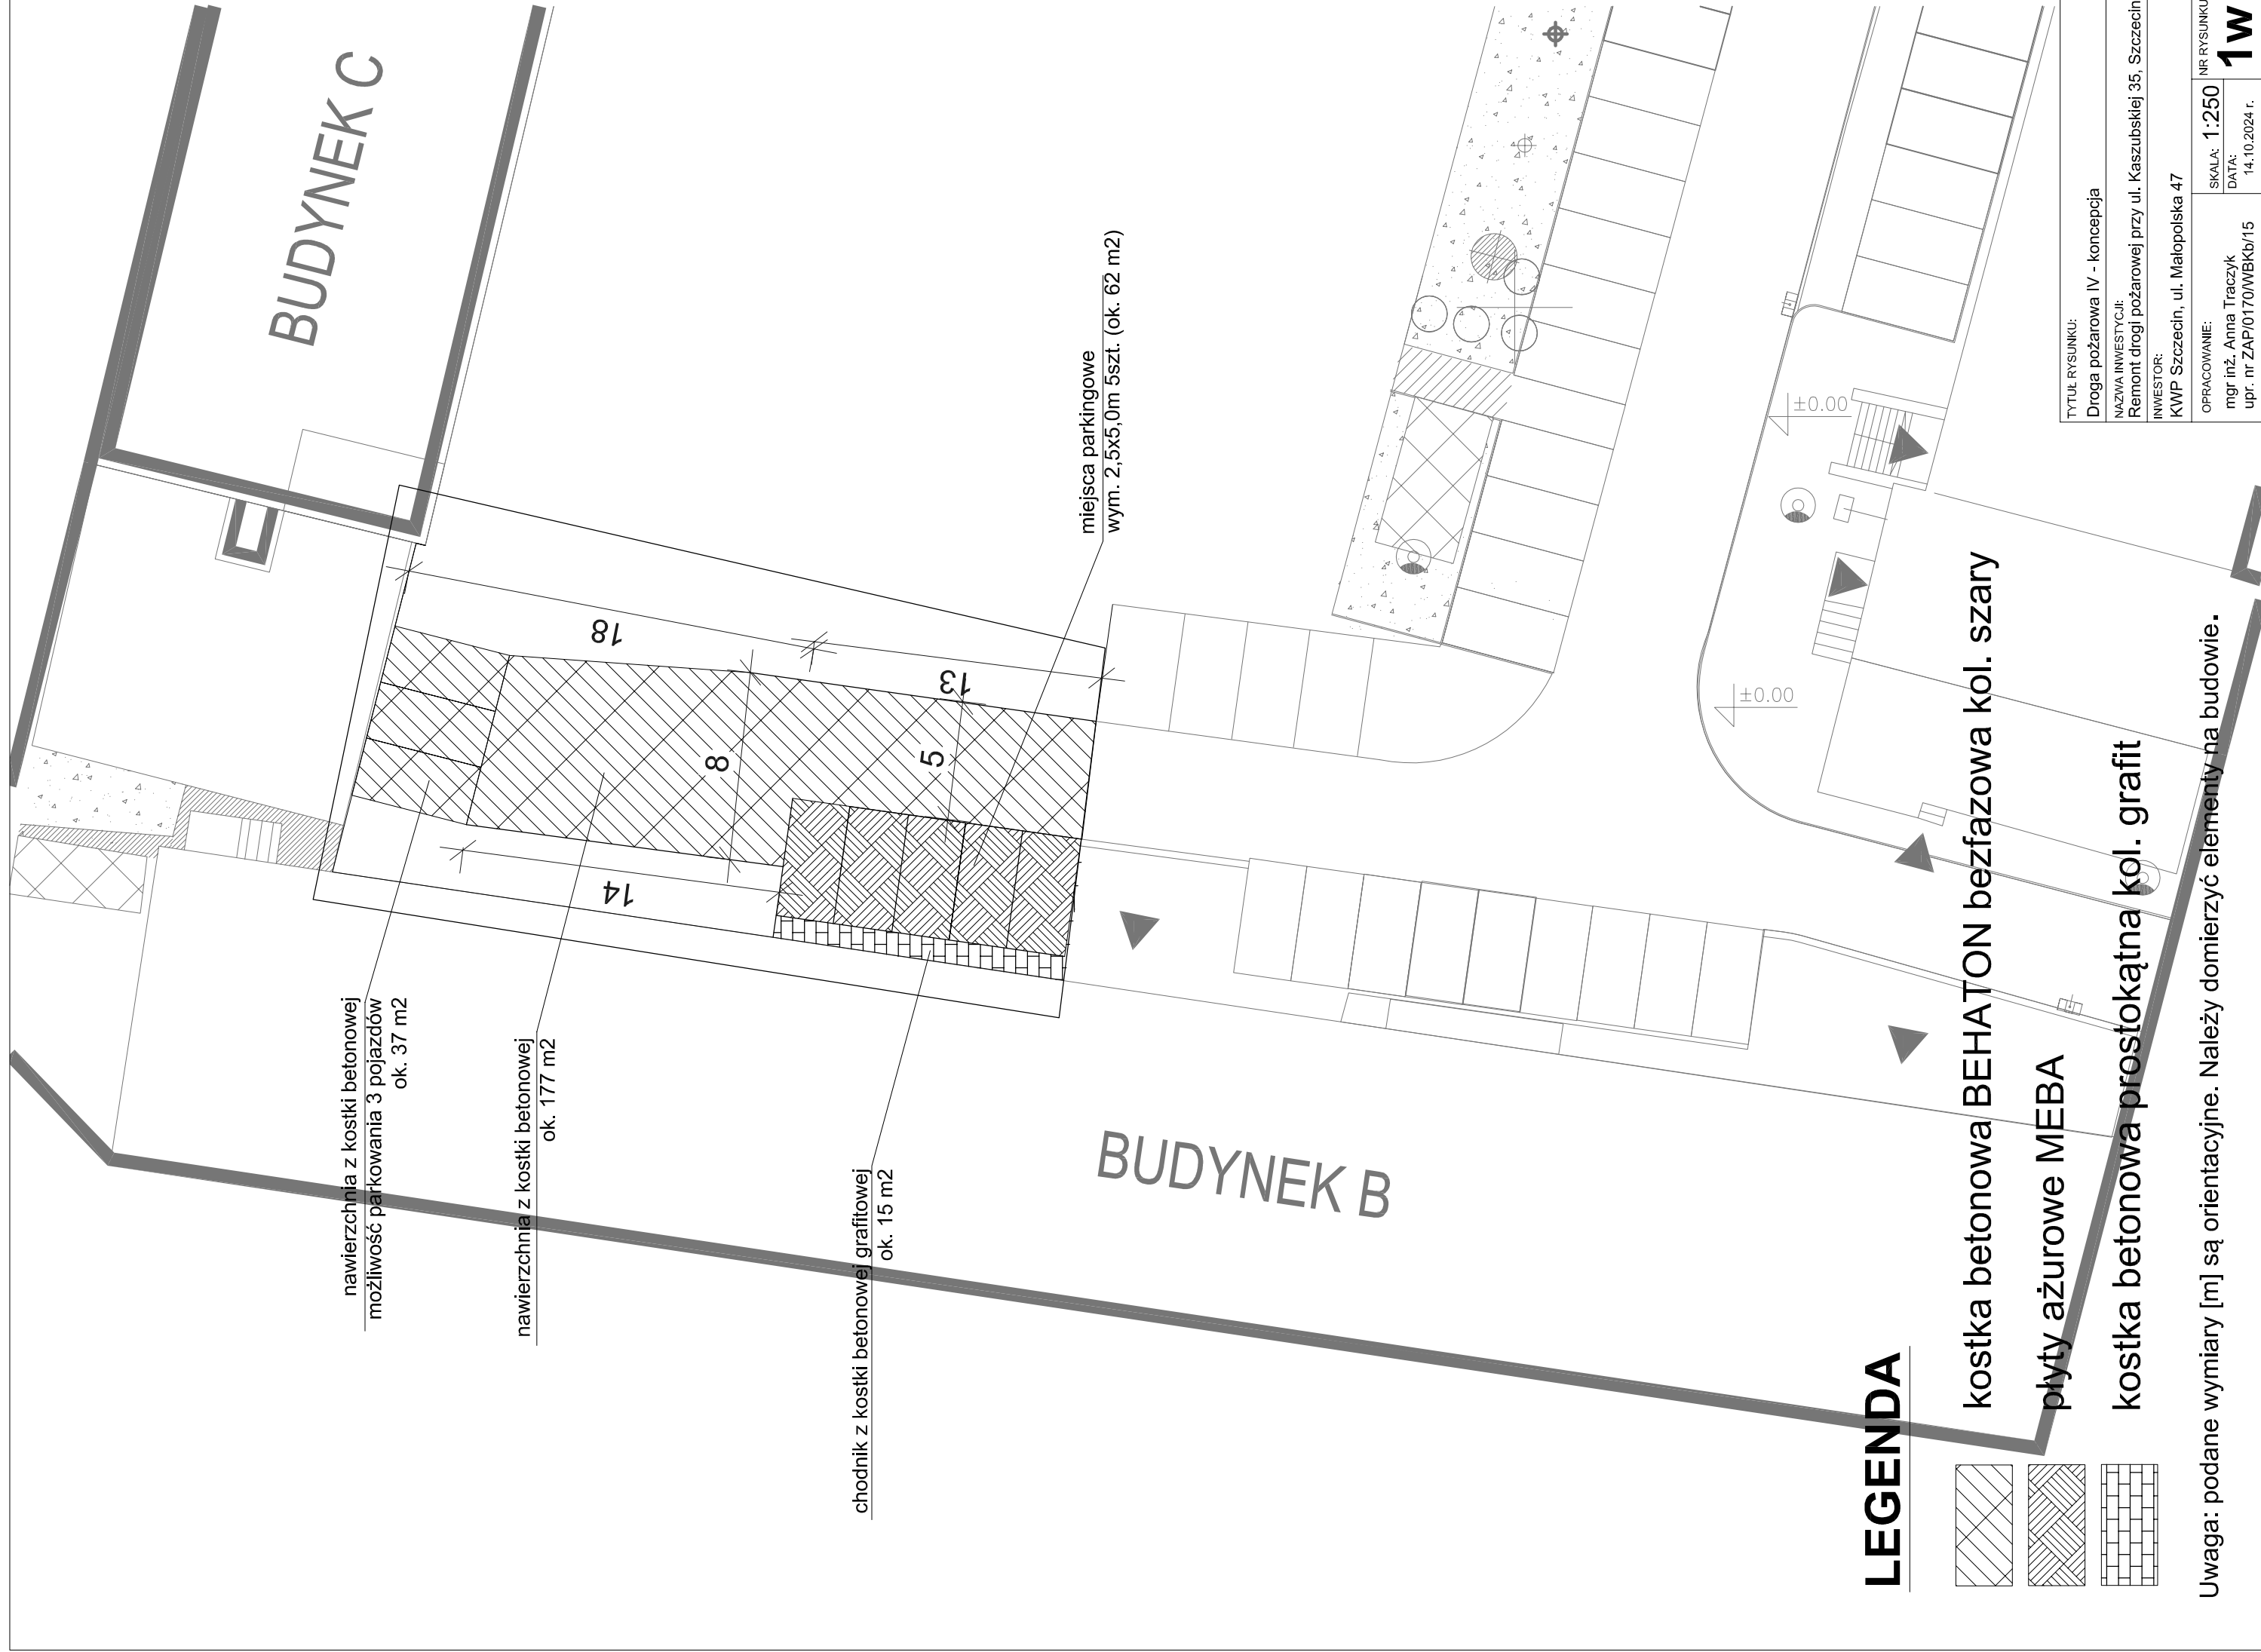 BUDYNEK C
nawierzchnia z kostki betonowej
możliwość parkowania 3 pojazdów
ok. 37 m2
nawierzchnia z kostki betonowej
ok. 177 m2
chodnik z kostki betonowej grafitowej
ok. 15 m2
miejsca parkingowe
wym. 2,5x5,0m 5szt. (ok. 62 m2)
18
13
8
5
14
BUDYNEK B
±0.00
±0.00
LEGENDA
kostka betonowa BEHATON bezfazowa kol. szary
płyty ażurowe MEBA
kostka betonowa prostokątna kol. grafit
Uwaga: podane wymiary [m] są orientacyjne. Należy domierzyć elementy na budowie.
TYTUŁ RYSUNKU:
Droga pożarowa IV - koncepcja
NAZWA INWESTYCJI:
Remont drogi pożarowej przy ul. Kaszubskiej 35, Szczecin
INWESTOR:
KWP Szczecin, ul. Małopolska 47
OPRACOWANIE:
mgr inż. Anna Traczyk
upr. nr ZAP/0170/WBKb/15
SKALA: 1:250
DATA:
14.10.2024 r.
NR RYSUNKU
1w